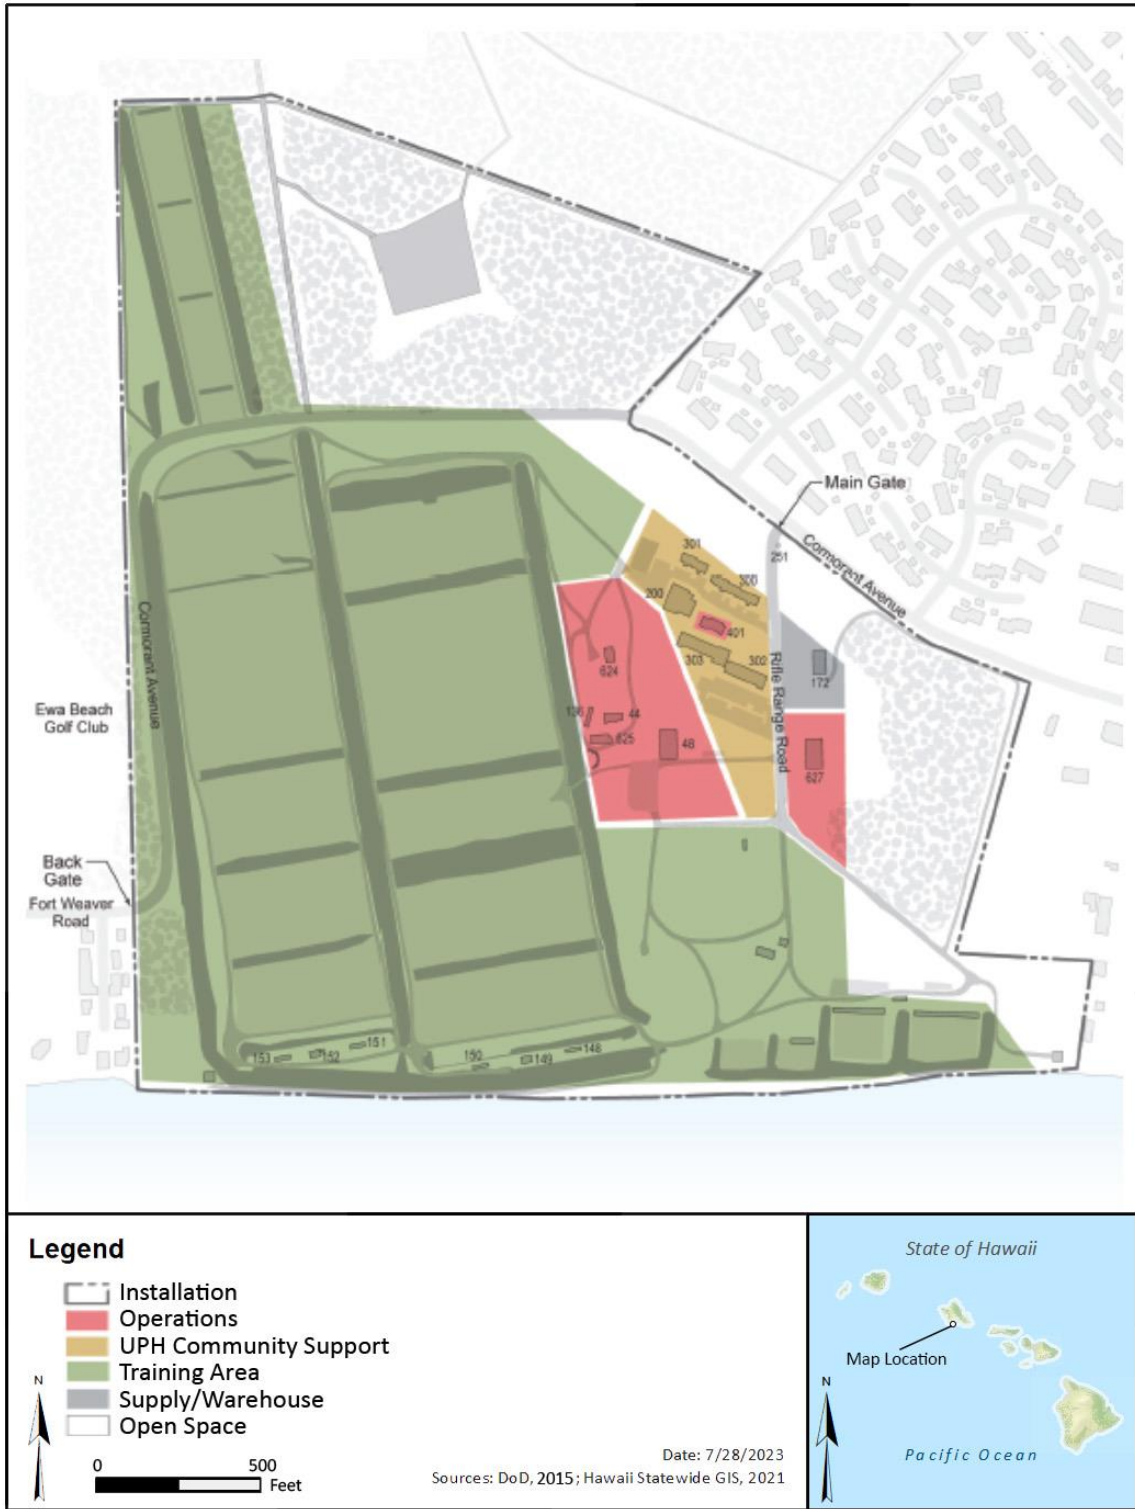 Main Gate
301
251
300
Cormorant Avenue
200
401
Cormorant Avenue
303
302
624
172
Rifle Range Road
Ewa Beach
Golf Club
44
625
48
627
Back
Gate
Fort Weaver
Road
153
152
151
150
149
148
Legend
Installation
Operations
UPH Community Support
Training Area
Supply/Warehouse
Open Space
N
0
500
Feet
Date: 7/28/2023
Sources: DoD, 2015; Hawaii Statewide GIS, 2021
State of Hawaii
Map Location
N
Pacific Ocean